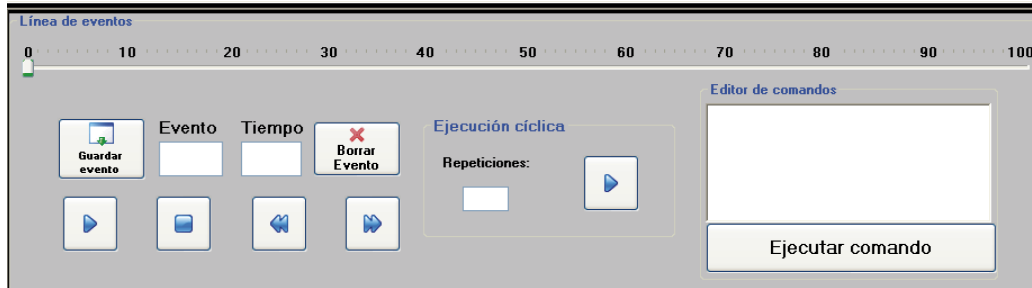 Línea de eventos
0 10 20 30 40 50 60 70 80 90 100
Editor de comandos
Guardar evento
Evento
Tiempo
Borrar Evento
Ejecución cíclica
Repeticiones:
Ejecutar comando